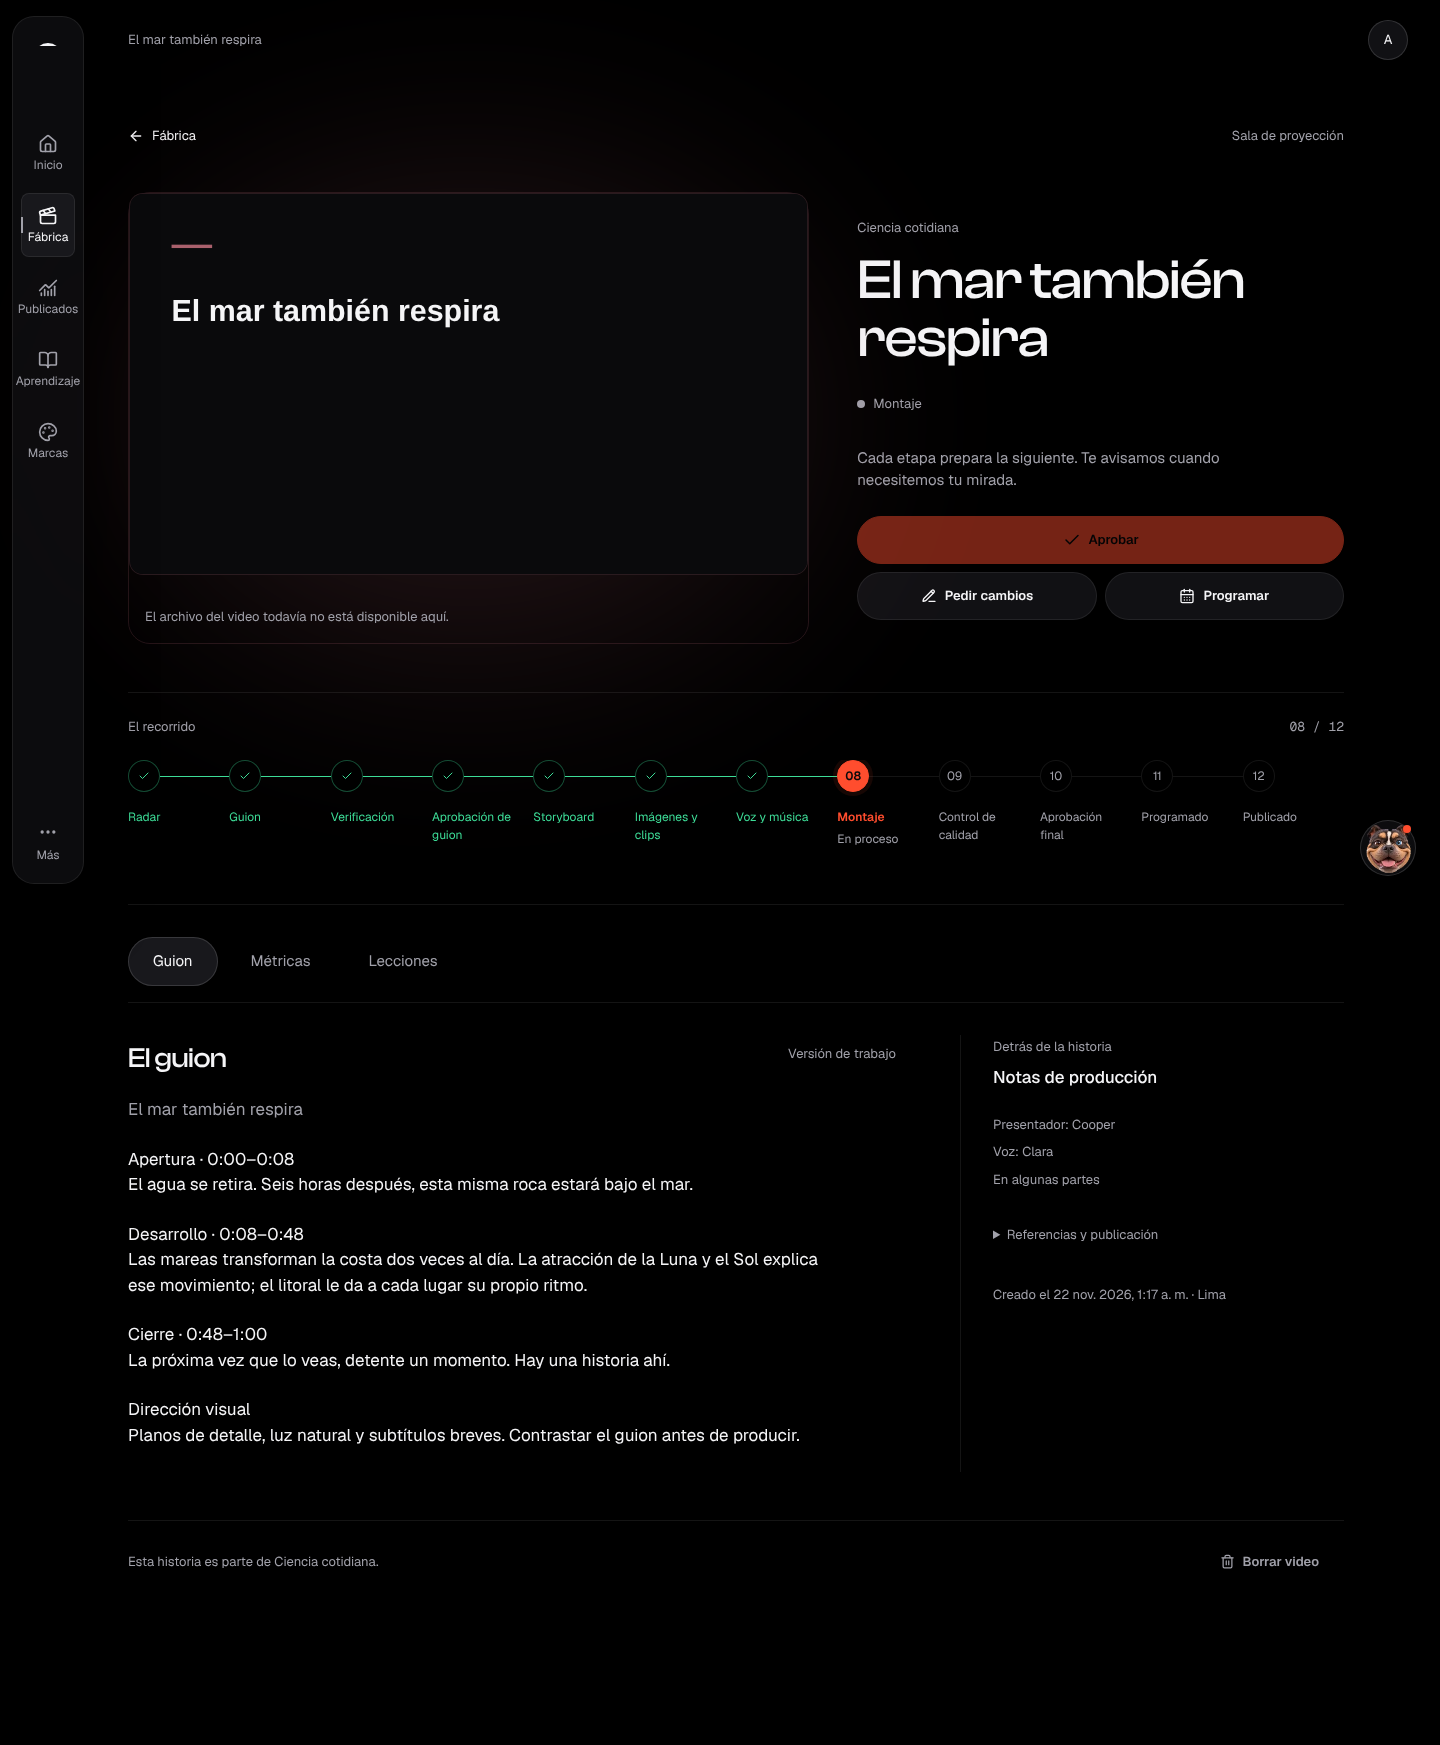 El mar también respira
A
Inicio
Fábrica
Publicados
Aprendizaje
Marcas
Más
Fábrica
Sala de proyección
El mar también respira
El archivo del video todavía no está disponible aquí.
Ciencia cotidiana
El mar también
respira
Montaje
Cada etapa prepara la siguiente. Te avisamos cuando
necesitemos tu mirada.
Aprobar
Pedir cambios
Programar
El recorrido
08 / 12
Radar
Guion
Verificación
Aprobación de
guion
Storyboard
Imágenes y
clips
Voz y música
08
Montaje
En proceso
09
Control de
calidad
10
Aprobación
final
11
Programado
12
Publicado
Guion
Métricas
Lecciones
El guion
Versión de trabajo
El mar también respira
Apertura · 0:00–0:08
El agua se retira. Seis horas después, esta misma roca estará bajo el mar.
Desarrollo · 0:08–0:48
Las mareas transforman la costa dos veces al día. La atracción de la Luna y el Sol explica
ese movimiento; el litoral le da a cada lugar su propio ritmo.
Cierre · 0:48–1:00
La próxima vez que lo veas, detente un momento. Hay una historia ahí.
Dirección visual
Planos de detalle, luz natural y subtítulos breves. Contrastar el guion antes de producir.
Detrás de la historia
Notas de producción
Presentador: Cooper
Voz: Clara
En algunas partes
Referencias y publicación
Creado el 22 nov. 2026, 1:17 a. m. · Lima
Esta historia es parte de Ciencia cotidiana.
Borrar video